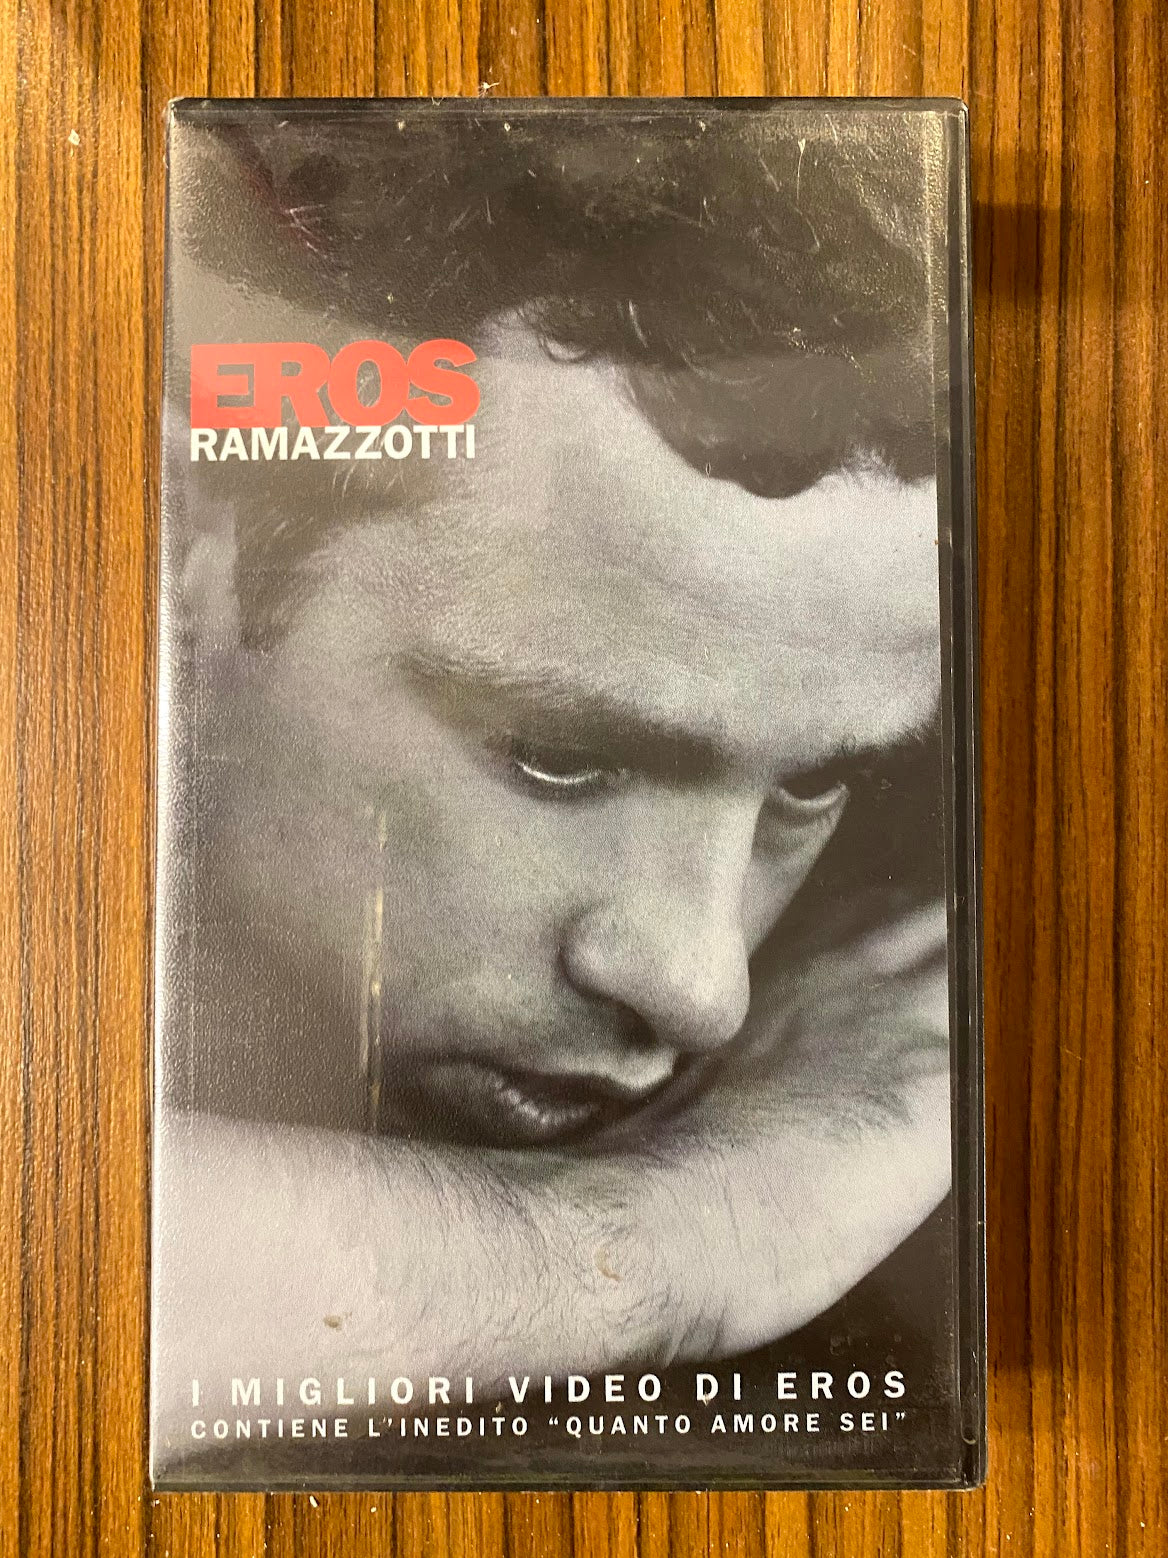 EROS
RAMAZZOTTI
I MIGLIORI VIDEO DI EROS
CONTIENE L'INEDITO "QUANTO AMORE SEI"